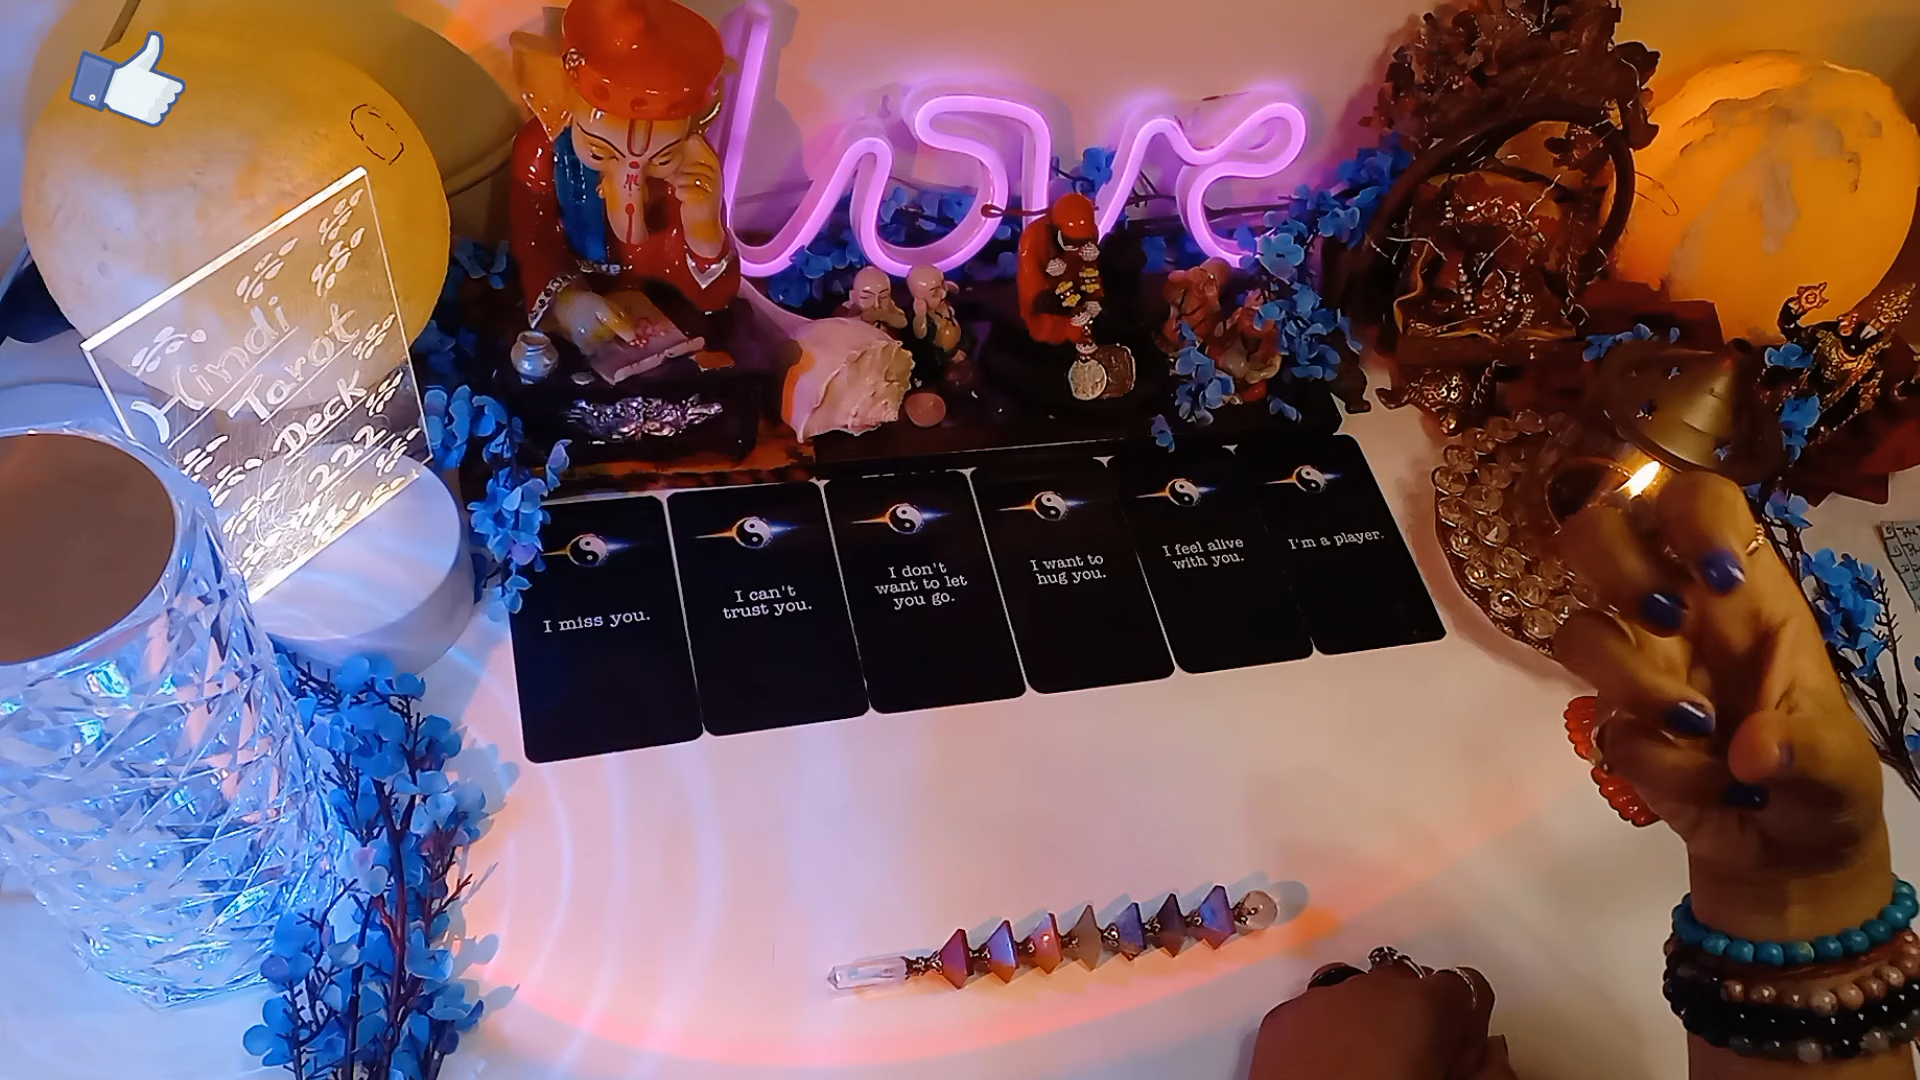 love
Hindi
Tarot
Deck
222
I miss you.
I can't
trust you.
I don't
want to let
you go.
I want to
hug you.
I feel alive
with you.
I'm a player.